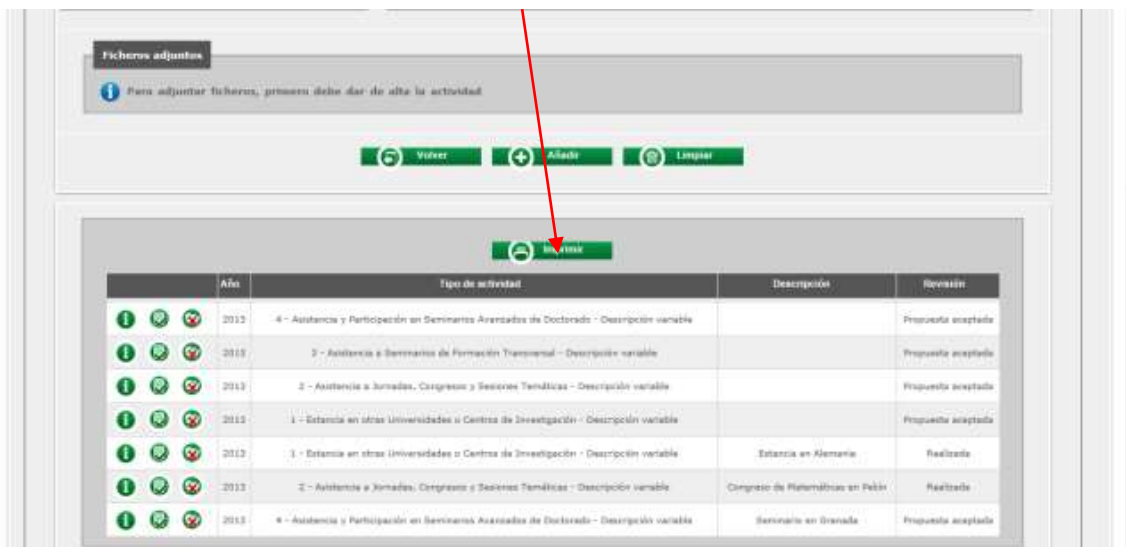 Ficheros adjuntos
Para adjuntar ficheros, primero debe dar de alta la actividad
Volver Añadir Limpiar
Imprimir
Año Tipo de actividad Descripción Revisión
2013 4 - Asistencia y Participación en Seminarios Avanzados de Doctorado - Descripción variable Propuesta aceptada
2013 3 - Asistencia a Seminarios de Formación Transversal - Descripción variable Propuesta aceptada
2013 2 - Asistencia a Jornadas, Congresos y Sesiones Temáticas - Descripción variable Propuesta aceptada
2013 1 - Estancia en otras Universidades o Centros de Investigación - Descripción variable Propuesta aceptada
2013 1 - Estancia en otras Universidades o Centros de Investigación - Descripción variable Estancia en Alemania Realizada
2013 2 - Asistencia a Jornadas, Congresos y Sesiones Temáticas - Descripción variable Congreso de Matemáticas en Pekín Realizada
2013 4 - Asistencia y Participación en Seminarios Avanzados de Doctorado - Descripción variable Seminario en Granada Propuesta aceptada